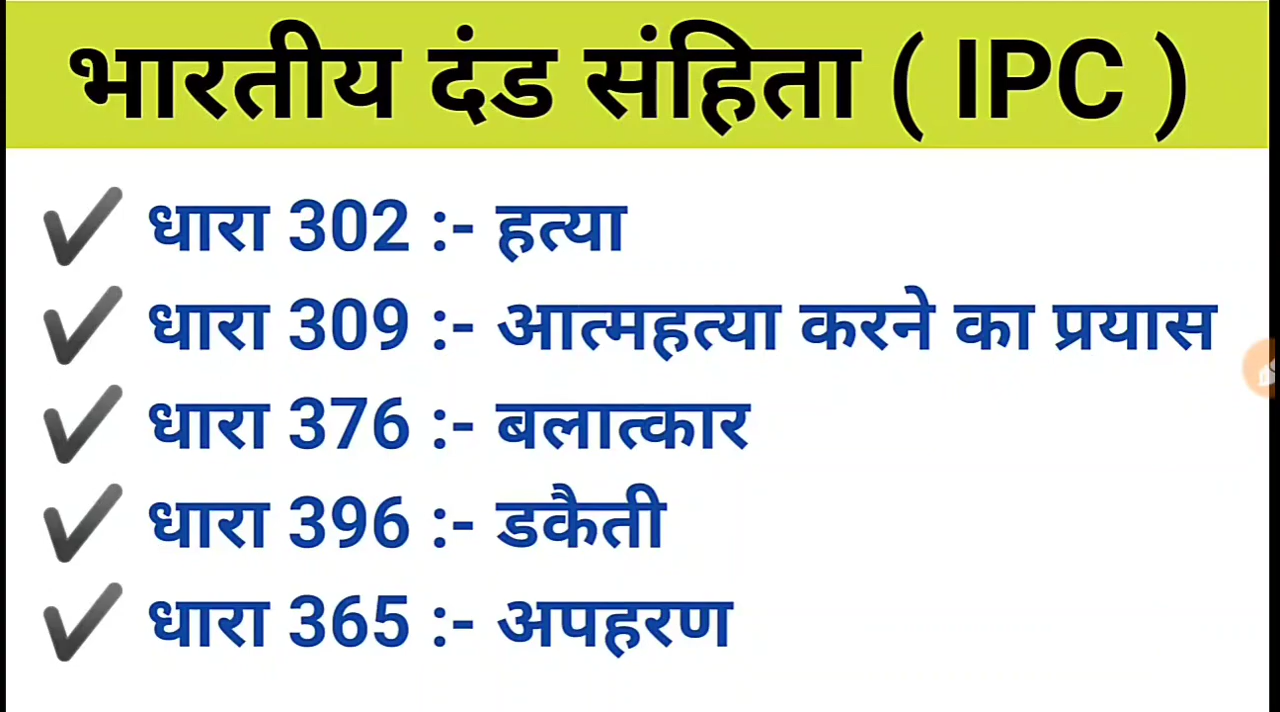 भारतीय दंड संहिता ( IPC )
✔ धारा 302 :- हत्या
✔ धारा 309 :- आत्महत्या करने का प्रयास
✔ धारा 376 :- बलात्कार
✔ धारा 396 :- डकैती
✔ धारा 365 :- अपहरण